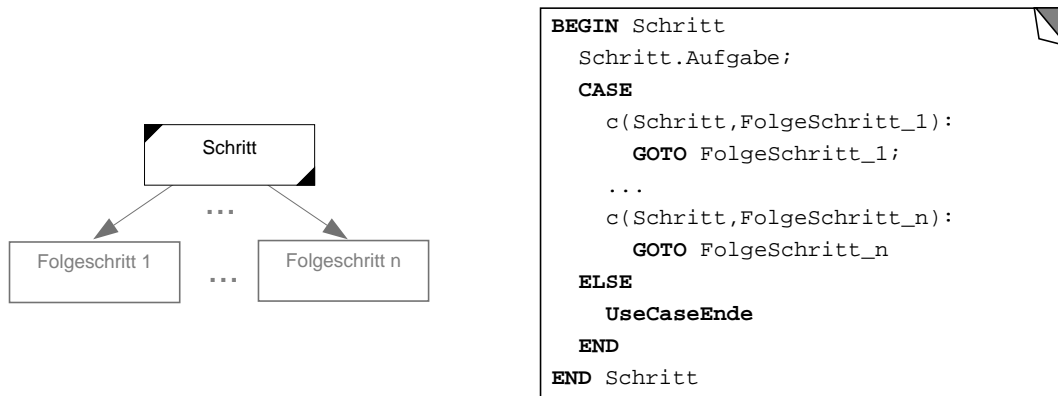 Schritt
...
Folgeschritt 1
...
Folgeschritt n
BEGIN Schritt
Schritt.Aufgabe;
CASE
c(Schritt,FolgeSchritt_1):
GOTO FolgeSchritt_1;
...
c(Schritt,FolgeSchritt_n):
GOTO FolgeSchritt_n
ELSE
UseCaseEnde
END
END Schritt